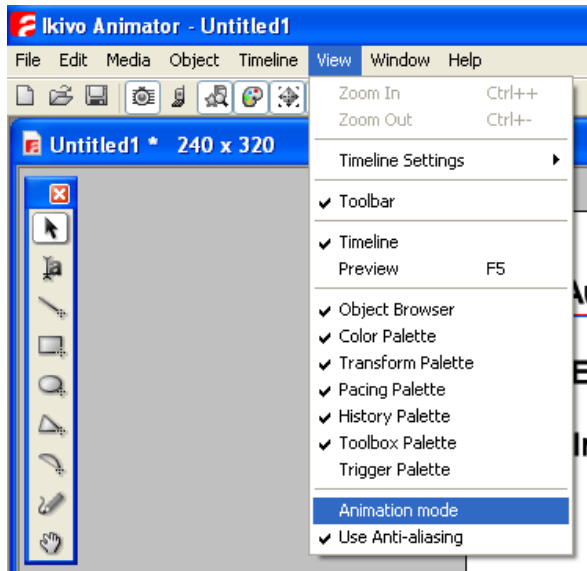 Ikivo Animator - Untitled1
File Edit Media Object Timeline View Window Help
Untitled1 * 240 x 320
Zoom In Ctrl++
Zoom Out Ctrl+-
Timeline Settings
Toolbar
Timeline
Preview F5
Object Browser
Color Palette
Transform Palette
Pacing Palette
History Palette
Toolbox Palette
Trigger Palette
Animation mode
Use Anti-aliasing